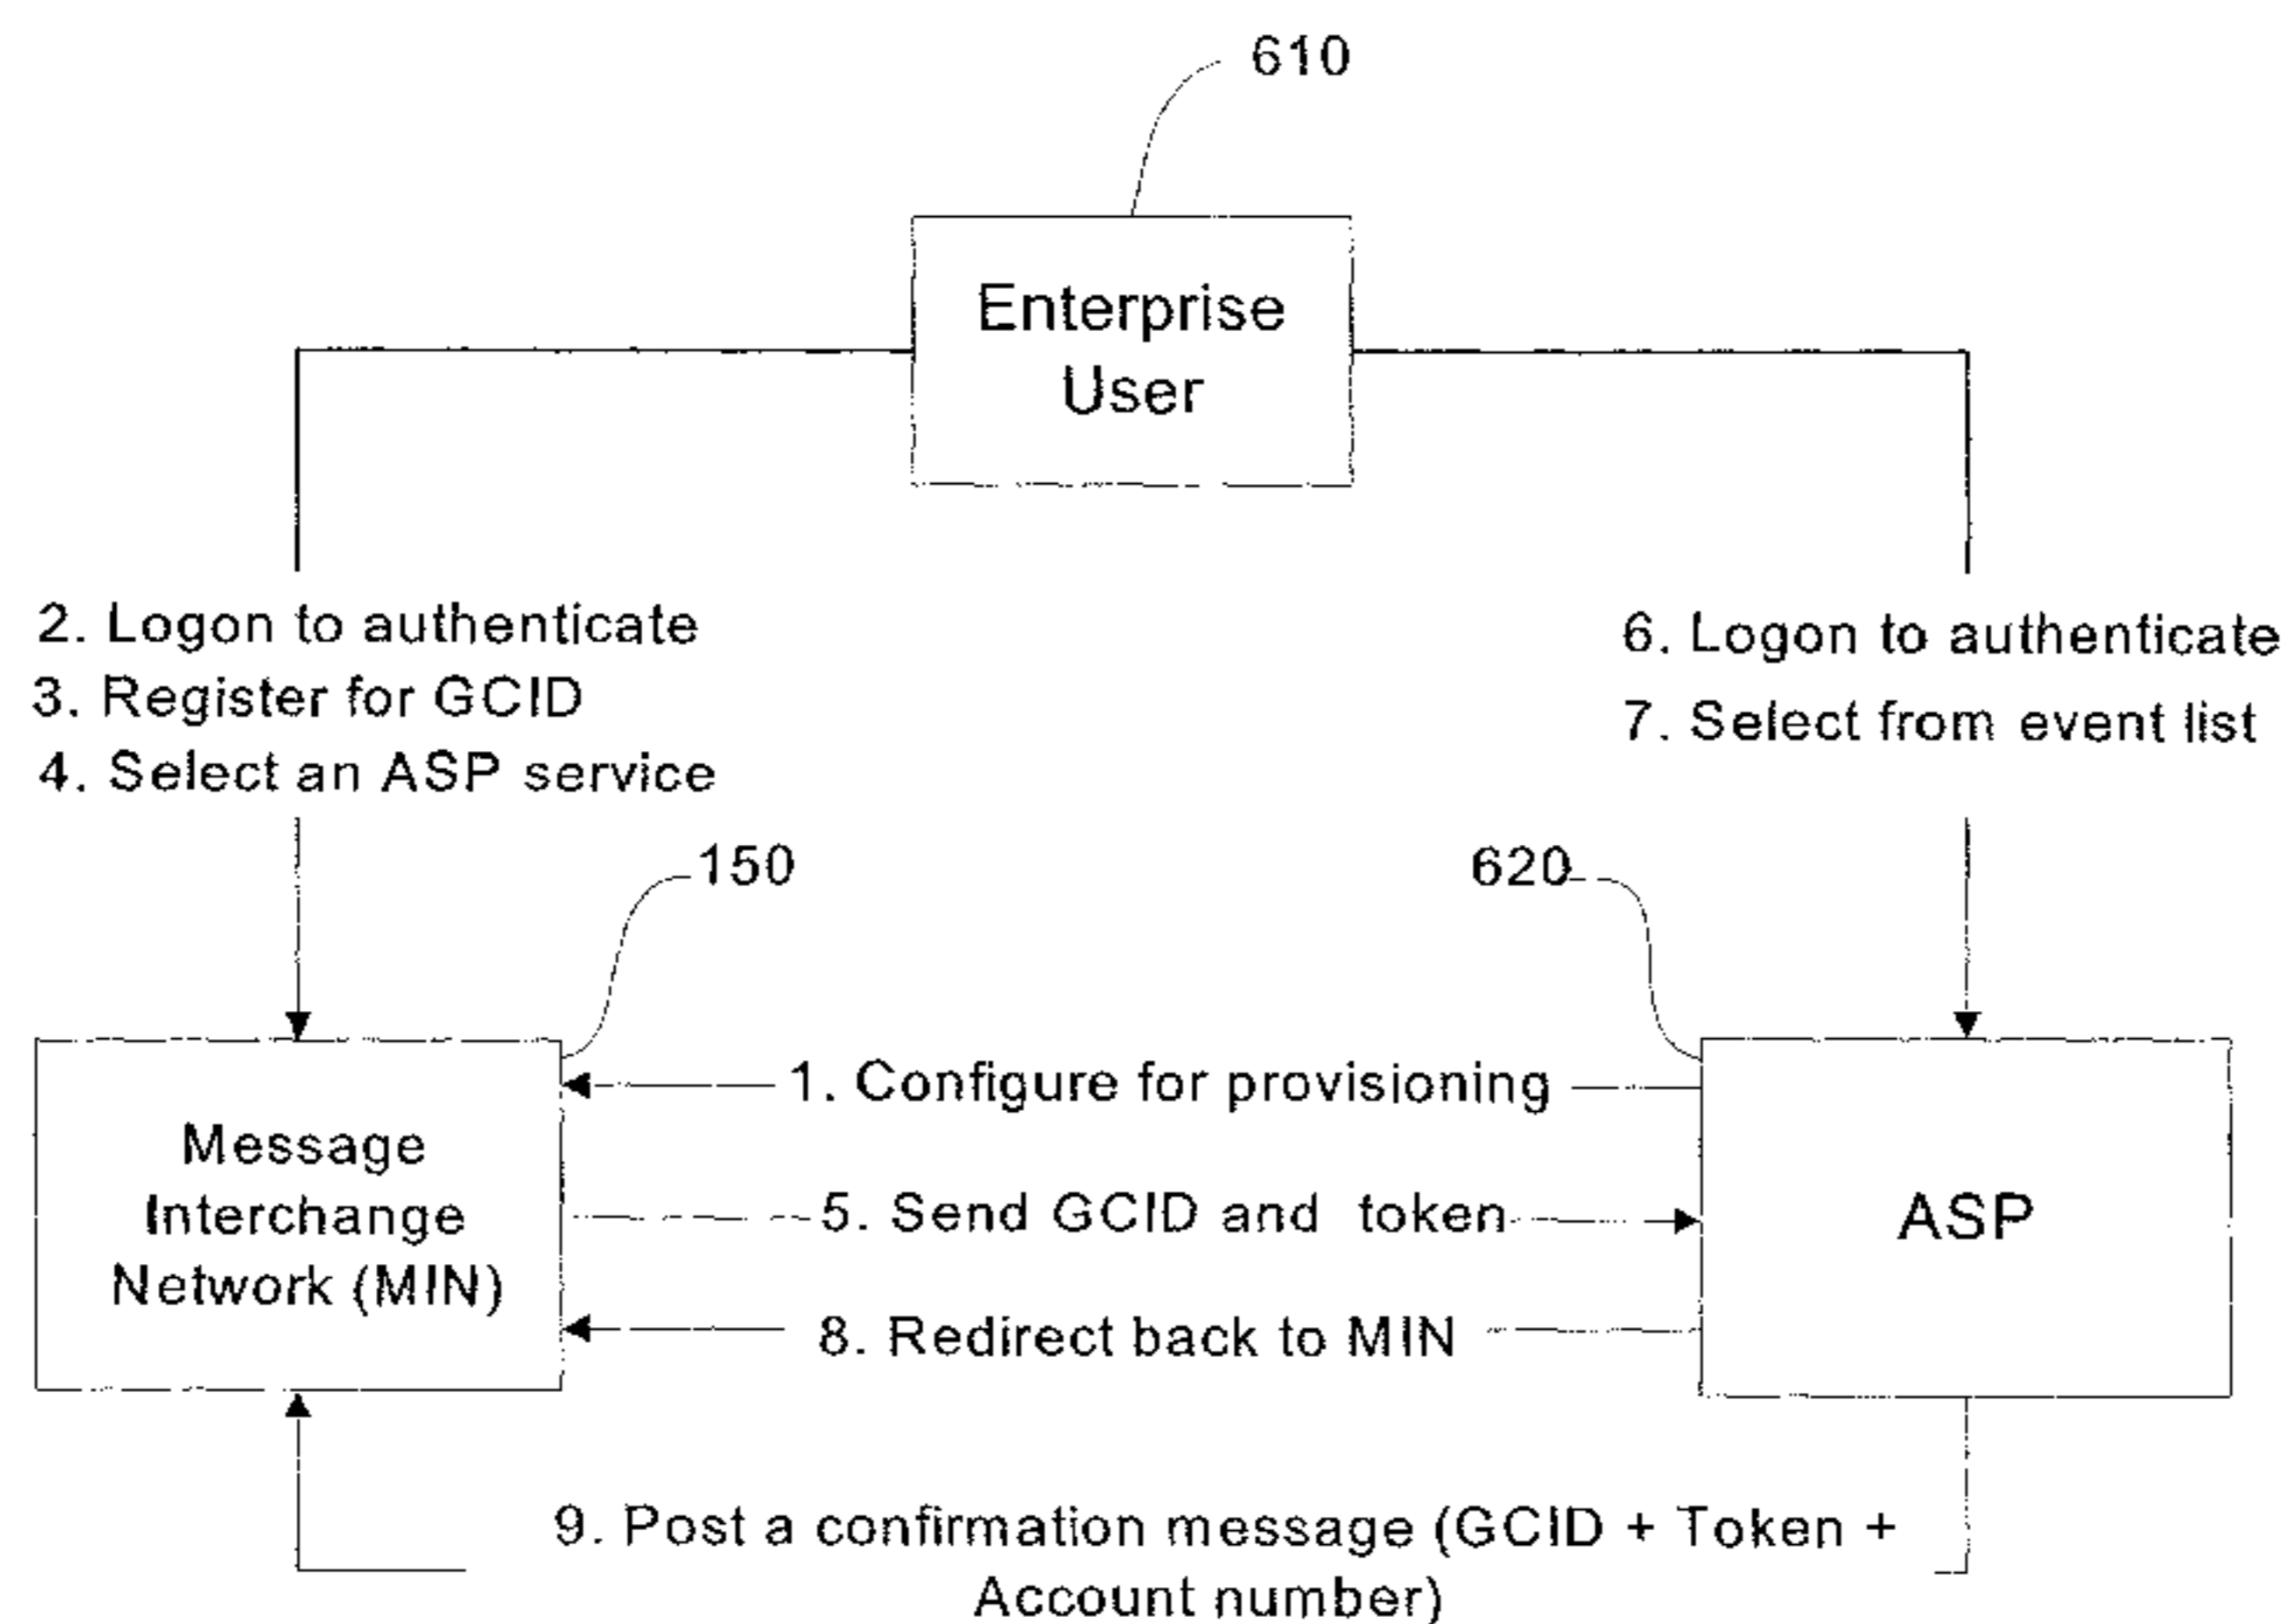 610
Enterprise
User
2. Logon to authenticate
3. Register for GCID
4. Select an ASP service
6. Logon to authenticate
7. Select from event list
150
620
1. Configure for provisioning
Message
Interchange
Network (MIN)
5. Send GCID and token
ASP
8. Redirect back to MIN
9. Post a confirmation message (GCID + Token +
Account number)